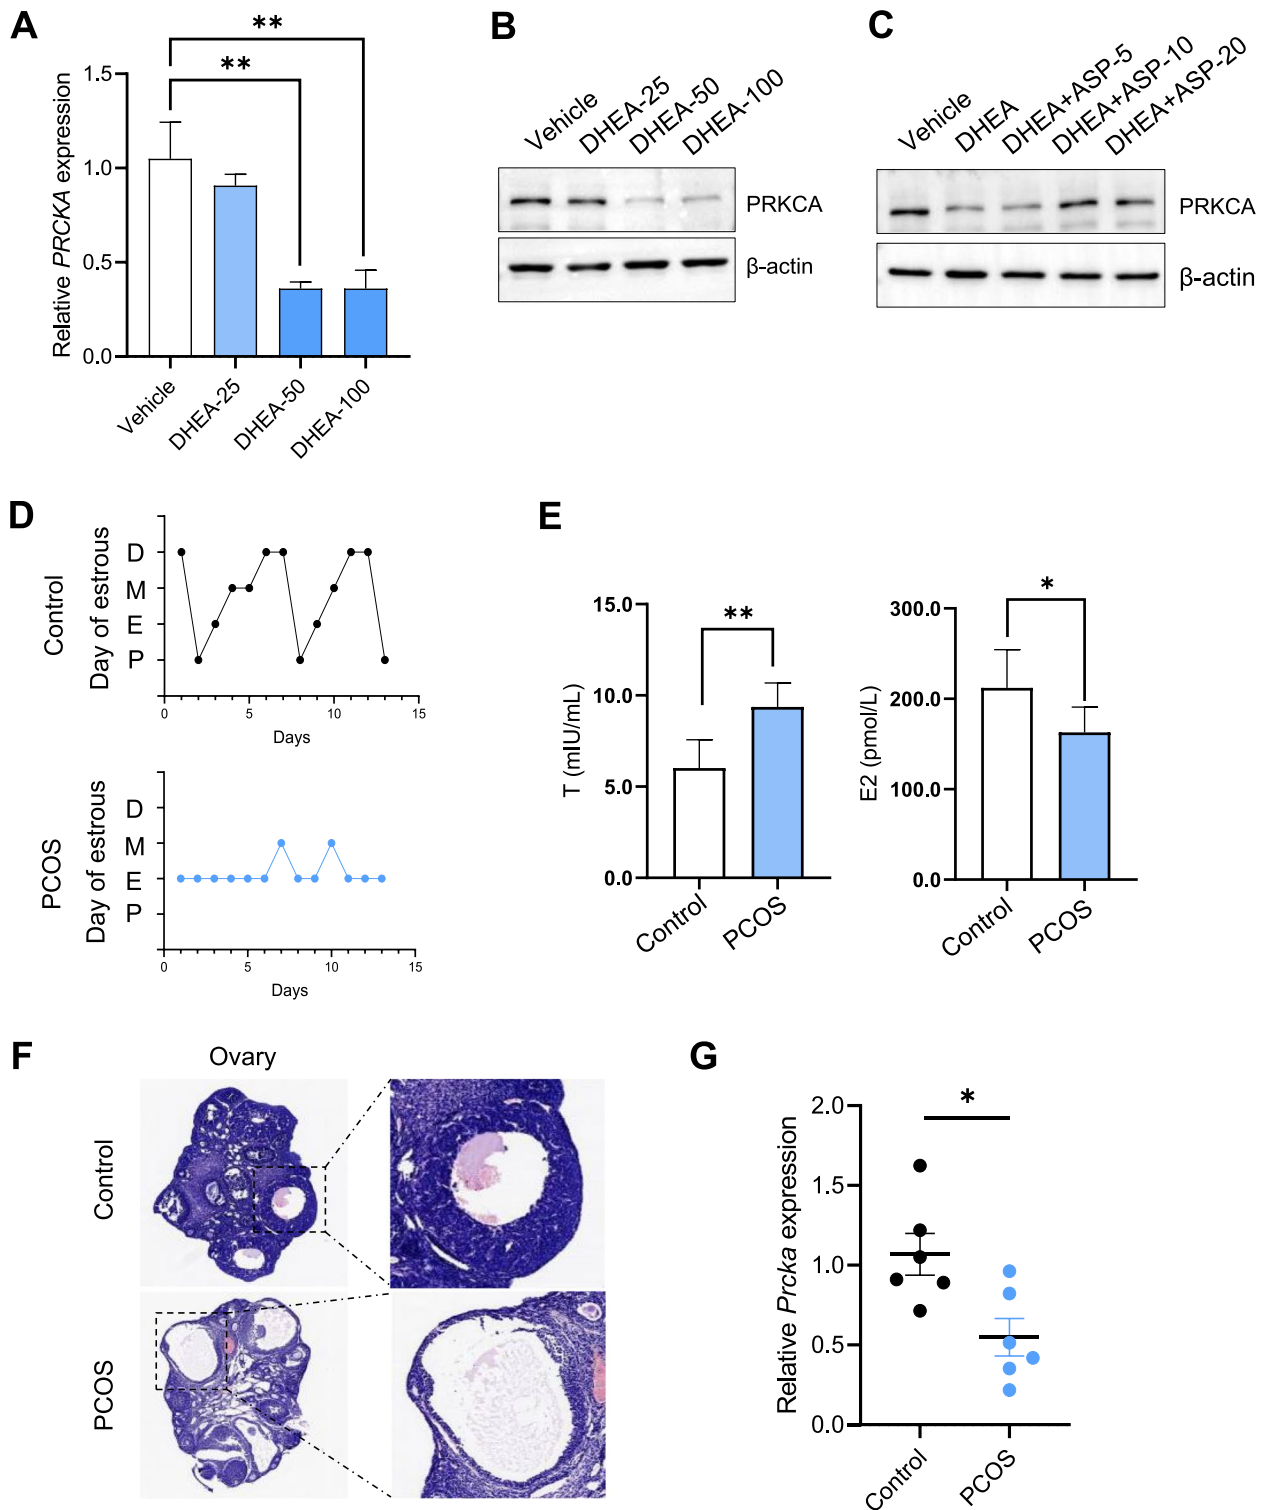 A
**
**
1.5
1.0
0.5
0.0
Relative PRCKA expression
Vehicle
DHEA-25
DHEA-50
DHEA-100
B
Vehicle
DHEA-25
DHEA-50
DHEA-100
PRKCA
β-actin
C
Vehicle
DHEA
DHEA+ASP-5
DHEA+ASP-10
DHEA+ASP-20
PRKCA
β-actin
D
Control
Day of estrous
D
M
E
P
0
5
10
15
Days
PCOS
Day of estrous
D
M
E
P
0
5
10
15
Days
E
15.0
10.0
5.0
0.0
T (mIU/mL)
**
Control
PCOS
300.0
200.0
100.0
0.0
E2 (pmol/L)
*
Control
PCOS
F
Ovary
Control
PCOS
G
2.0
1.5
1.0
0.5
0.0
Relative Prcka expression
*
Control
PCOS